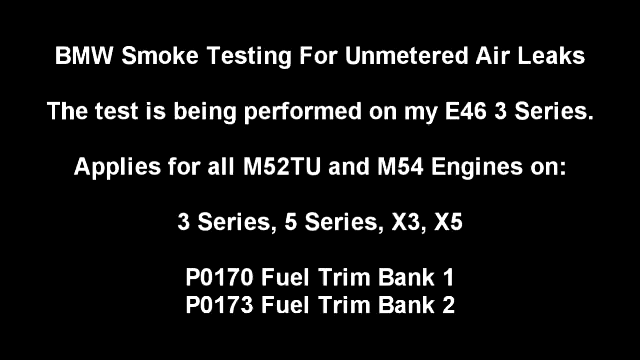 BMW Smoke Testing For Unmetered Air Leaks
The test is being performed on my E46 3 Series.
Applies for all M52TU and M54 Engines on:
3 Series, 5 Series, X3, X5
P0170 Fuel Trim Bank 1
P0173 Fuel Trim Bank 2